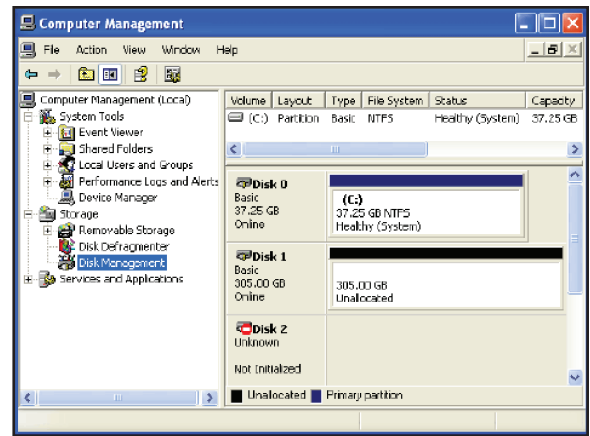 Computer Management
File Action View Window Help
Computer Management (Local)
System Tools
Event Viewer
Shared Folders
Local Users and Groups
Performance Logs and Alerts
Device Manager
Storage
Removable Storage
Disk Defragmenter
Disk Management
Services and Applications
Volume Layout Type File System Status Capacity
(C:) Partition Basic NTFS Healthy (System) 37.25 GB
Disk 0
Basic
37.25 GB
Online
(C:)
37.25 GB NTFS
Healthy (System)
Disk 1
Basic
305.00 GB
Online
305.00 GB
Unalocated
Disk 2
Unknown
Not Initialized
Unalocated Primary partition